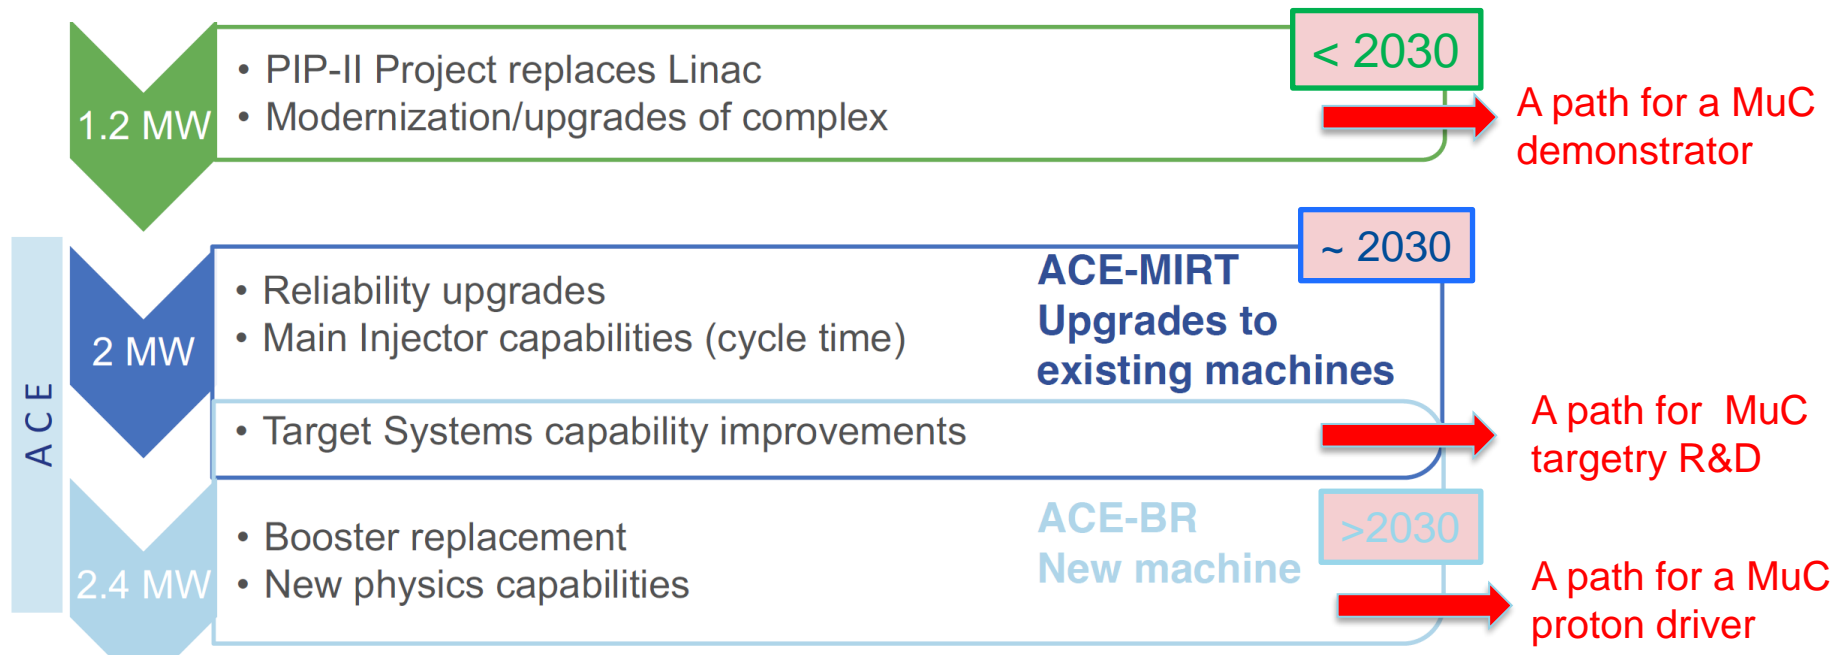 < 2030
• PIP-II Project replaces Linac
• Modernization/upgrades of complex
1.2 MW
A path for a MuC
demonstrator
~ 2030
ACE-MIRT
Upgrades to
existing machines
• Reliability upgrades
• Main Injector capabilities (cycle time)
2 MW
ACE
• Target Systems capability improvements
A path for  MuC
targetry R&D
ACE-BR
New machine
>2030
• Booster replacement
• New physics capabilities
2.4 MW
A path for a MuC
proton driver